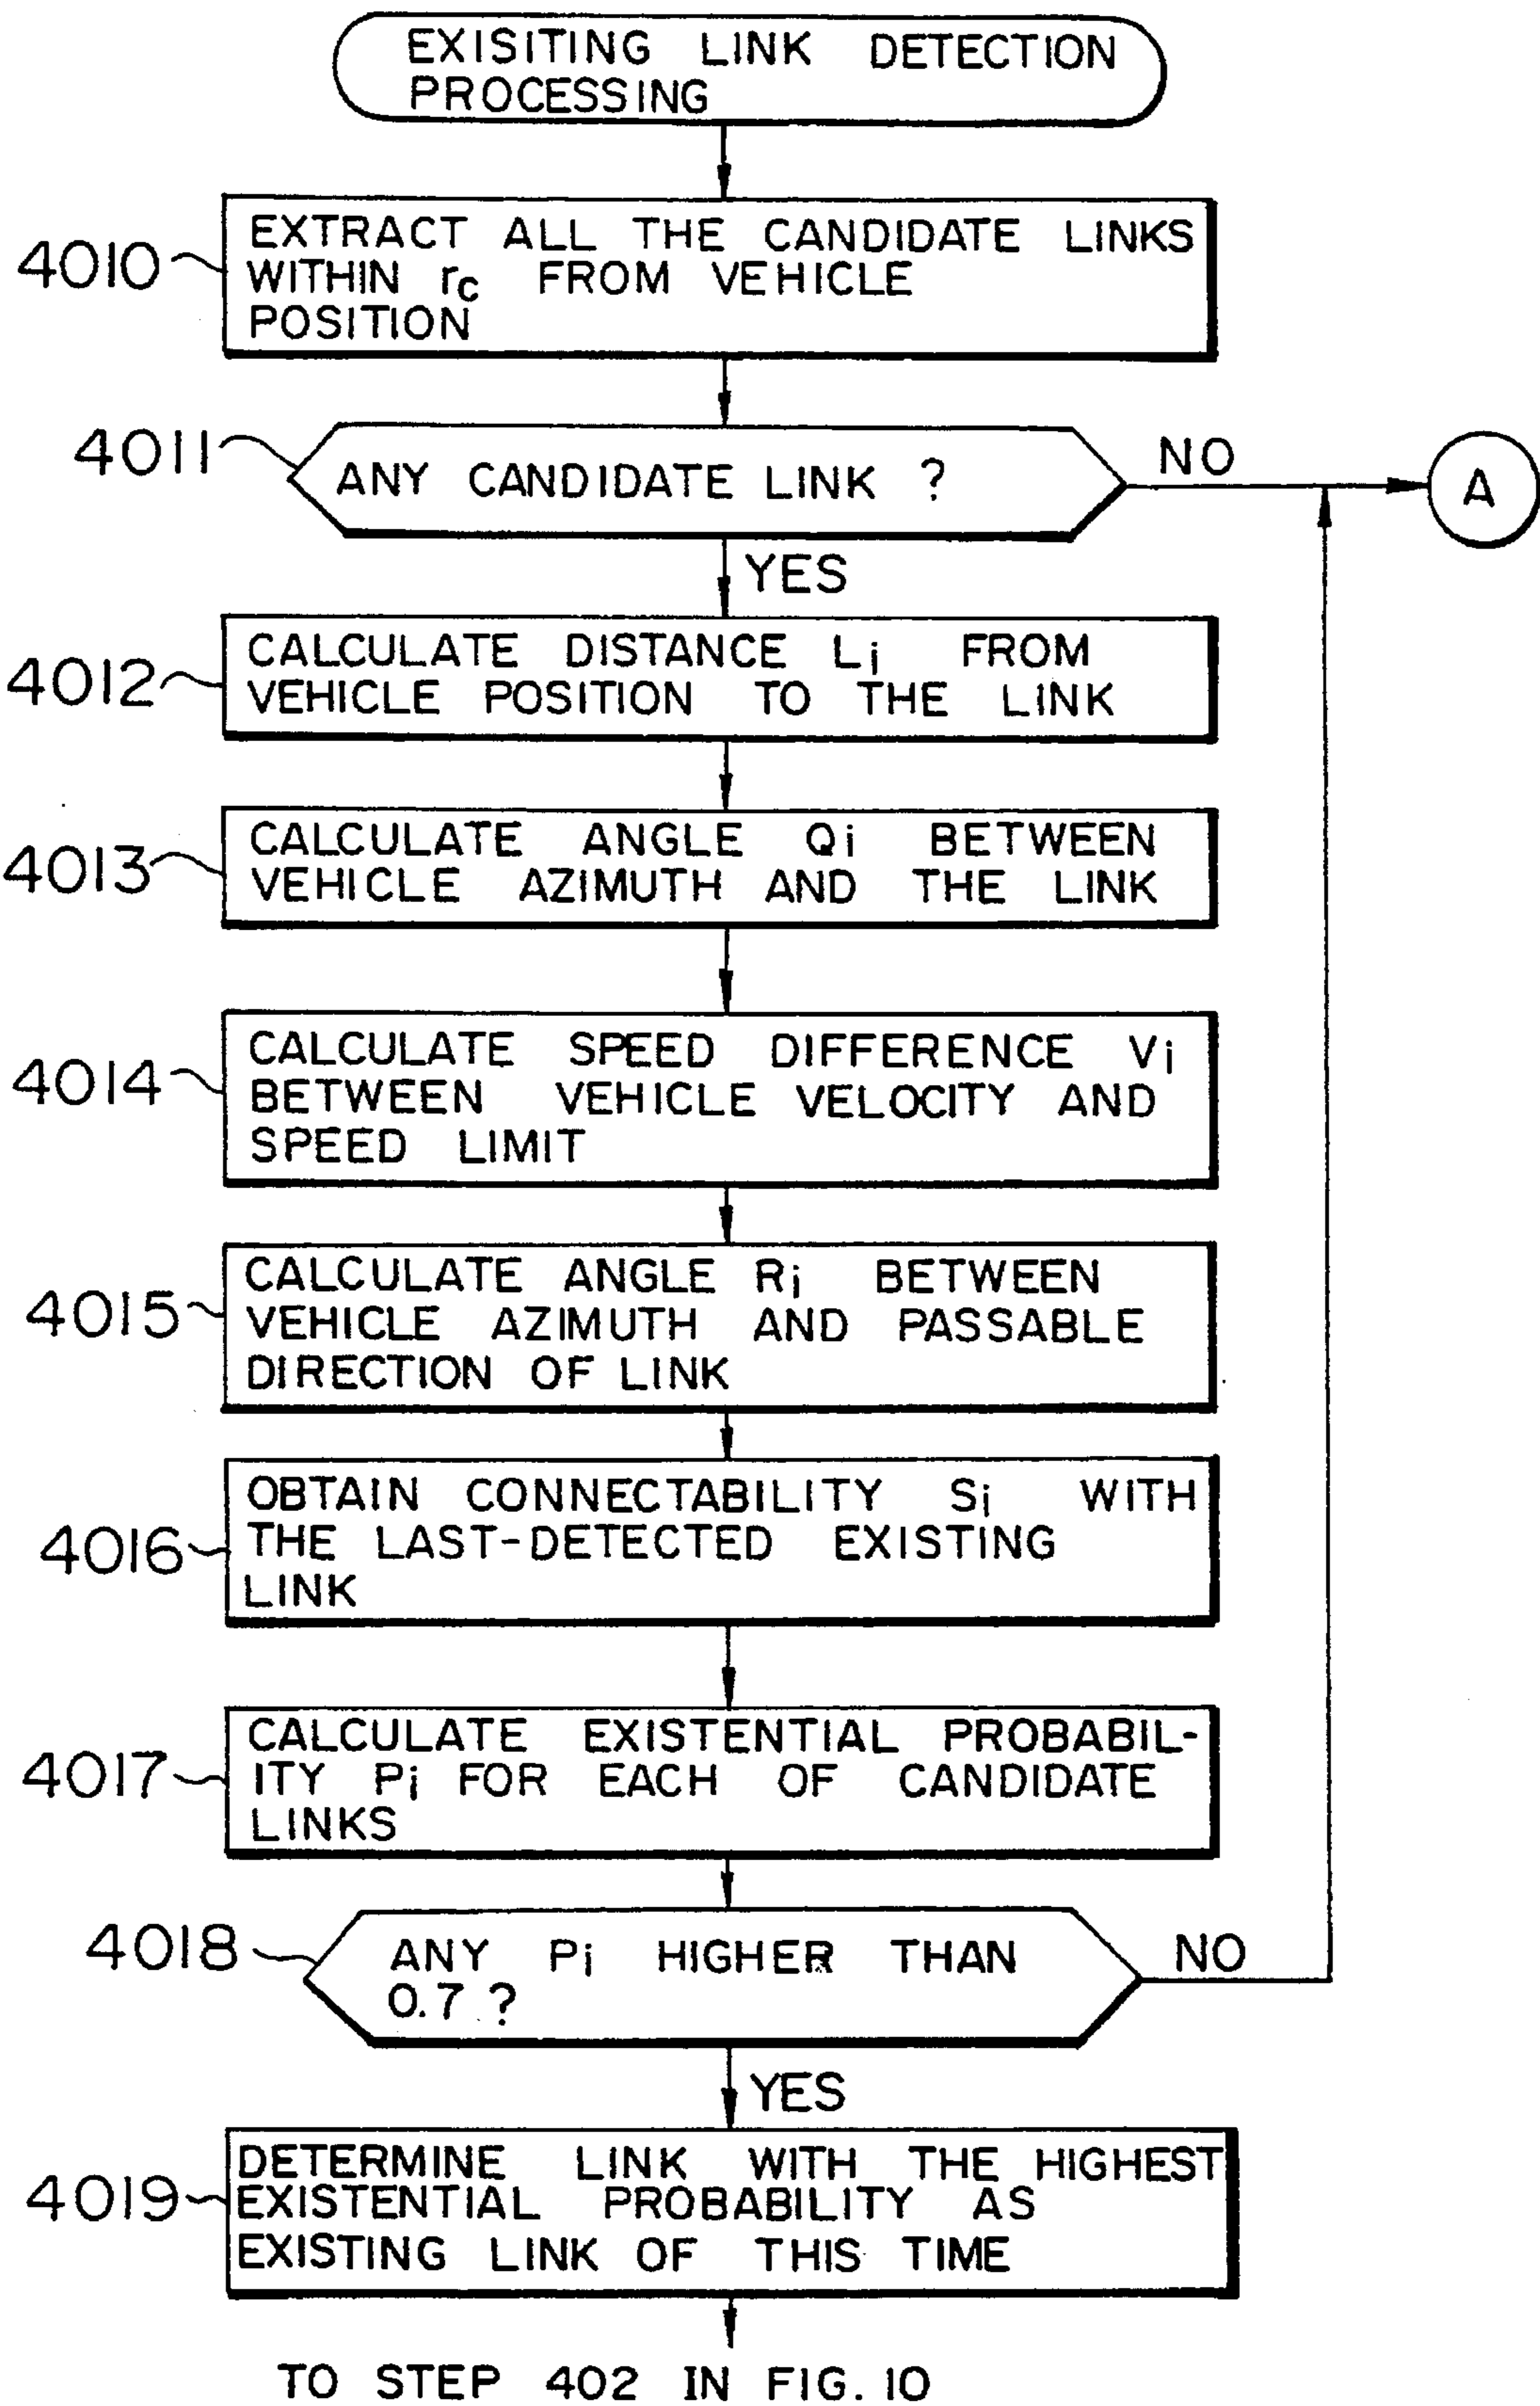 EXISITING LINK DETECTION
PROCESSING
4010
EXTRACT ALL THE CANDIDATE LINKS
WITHIN rc FROM VEHICLE
POSITION
4011
ANY CANDIDATE LINK ?
NO
A
YES
4012
CALCULATE DISTANCE Li FROM
VEHICLE POSITION TO THE LINK
4013
CALCULATE ANGLE Qi BETWEEN
VEHICLE AZIMUTH AND THE LINK
4014
CALCULATE SPEED DIFFERENCE Vi
BETWEEN VEHICLE VELOCITY AND
SPEED LIMIT
4015
CALCULATE ANGLE Ri BETWEEN
VEHICLE AZIMUTH AND PASSABLE
DIRECTION OF LINK
4016
OBTAIN CONNECTABILITY Si WITH
THE LAST-DETECTED EXISTING
LINK
4017
CALCULATE EXISTENTIAL PROBABIL-
ITY Pi FOR EACH OF CANDIDATE
LINKS
4018
ANY Pi HIGHER THAN
0.7 ?
NO
YES
4019
DETERMINE LINK WITH THE HIGHEST
EXISTENTIAL PROBABILITY AS
EXISTING LINK OF THIS TIME
TO STEP 402 IN FIG. 10